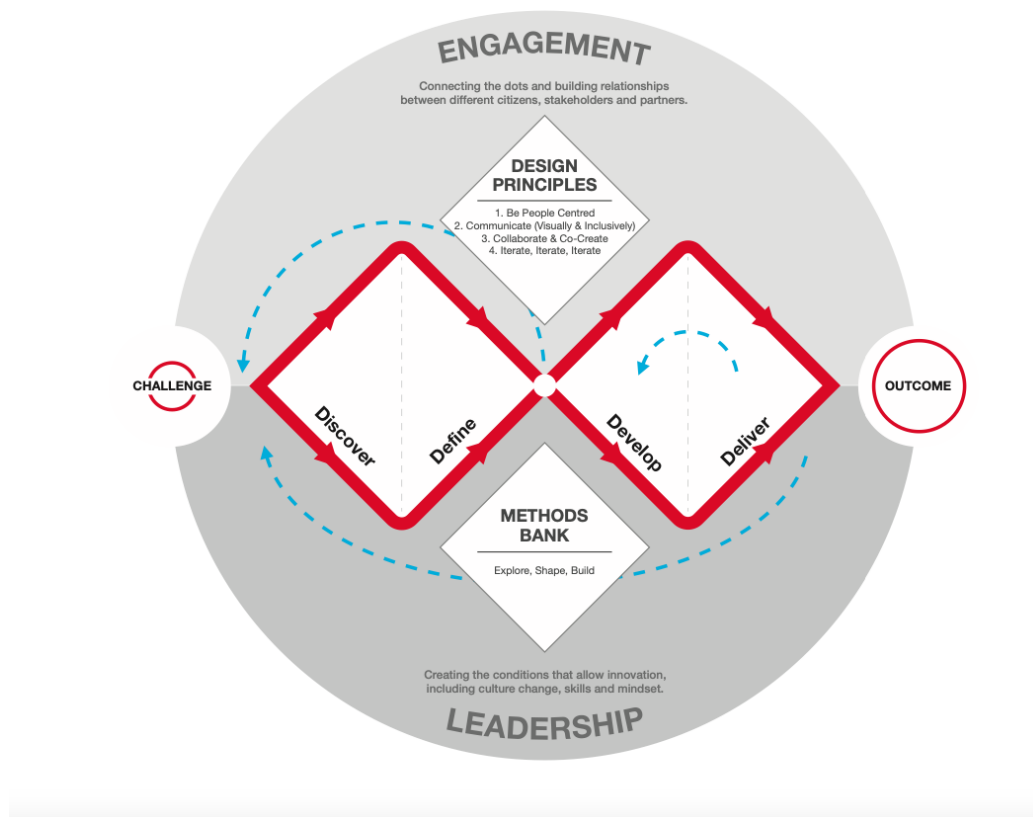 ENGAGEMENT
Connecting the dots and building relationships
between different citizens, stakeholders and partners.
DESIGN
PRINCIPLES
1. Be People Centred
2. Communicate (Visually & Inclusively)
3. Collaborate & Co-Create
4. Iterate, Iterate, Iterate
CHALLENGE
OUTCOME
Discover
Define
Develop
Deliver
METHODS
BANK
Explore, Shape, Build
Creating the conditions that allow innovation,
including culture change, skills and mindset.
LEADERSHIP